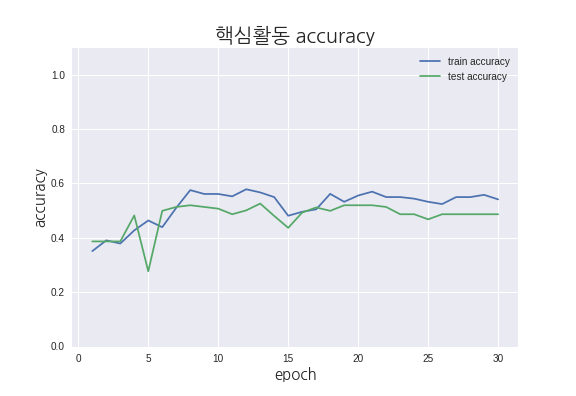 핵심활동 accuracy
train accuracy
test accuracy
1.0
0.8
0.6
0.4
0.2
0.0
accuracy
0 5 10 15 20 25 30
epoch